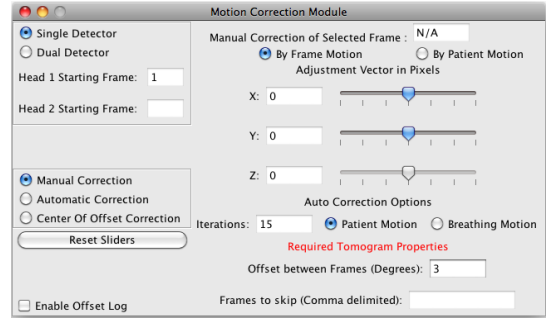 Motion Correction Module
Single Detector
Dual Detector
Head 1 Starting Frame: 1
Head 2 Starting Frame:
Manual Correction
Automatic Correction
Center Of Offset Correction
Reset Sliders
Enable Offset Log
Manual Correction of Selected Frame : N/A
By Frame Motion By Patient Motion
Adjustment Vector in Pixels
X: 0
Y: 0
Z: 0
Auto Correction Options
Iterations: 15 Patient Motion Breathing Motion
Required Tomogram Properties
Offset between Frames (Degrees): 3
Frames to skip (Comma delimited):